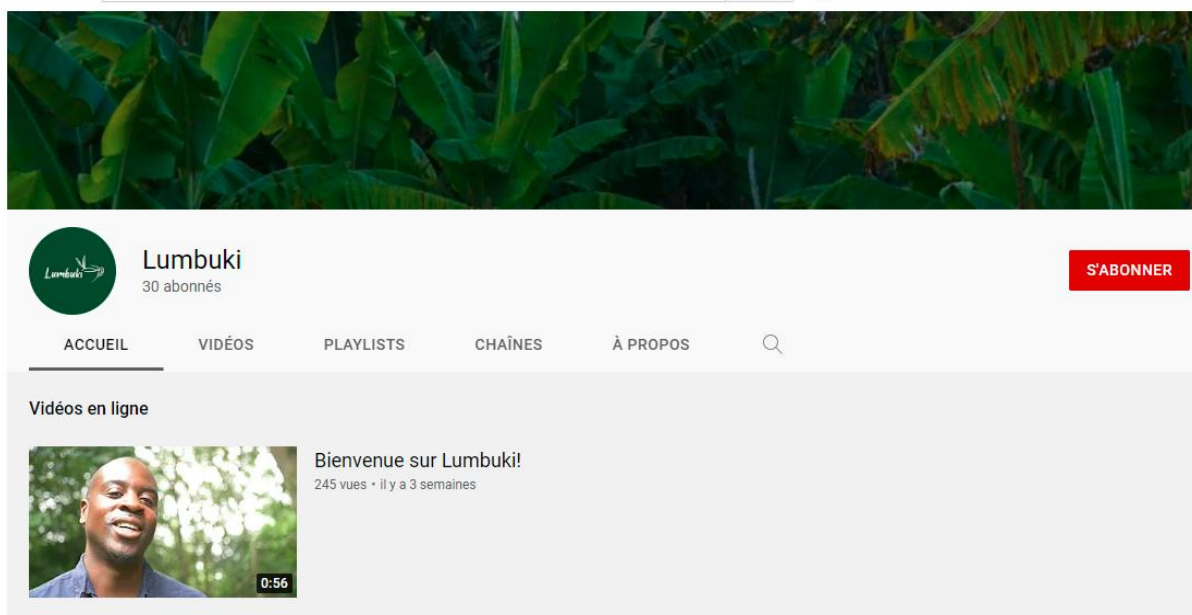 Lumbuki
Lumbuki
30 abonnés
S'ABONNER
ACCUEIL
VIDÉOS
PLAYLISTS
CHAÎNES
À PROPOS
Vidéos en ligne
Bienvenue sur Lumbuki!
245 vues • il y a 3 semaines
0:56